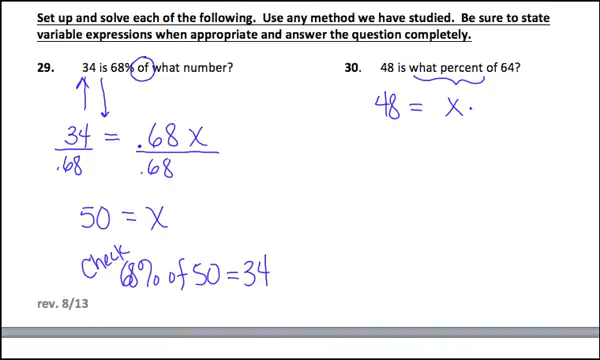 Set up and solve each of the following. Use any method we have studied. Be sure to state
variable expressions when appropriate and answer the question completely.
29. 34 is 68% of what number?
34 = .68 x
.68 .68
50 = x
Check
68% of 50 = 34
30. 48 is what percent of 64?
48 = x ·
rev. 8/13